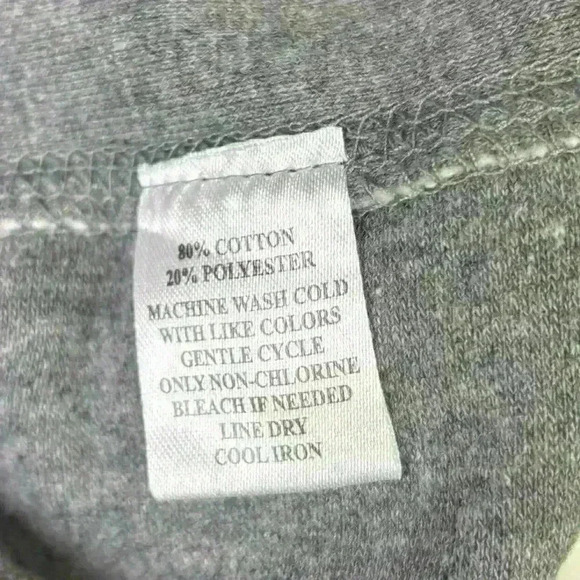 80% COTTON
20% POLYESTER
MACHINE WASH COLD
WITH LIKE COLORS
GENTLE CYCLE
ONLY NON-CHLORINE
BLEACH IF NEEDED
LINE DRY
COOL IRON